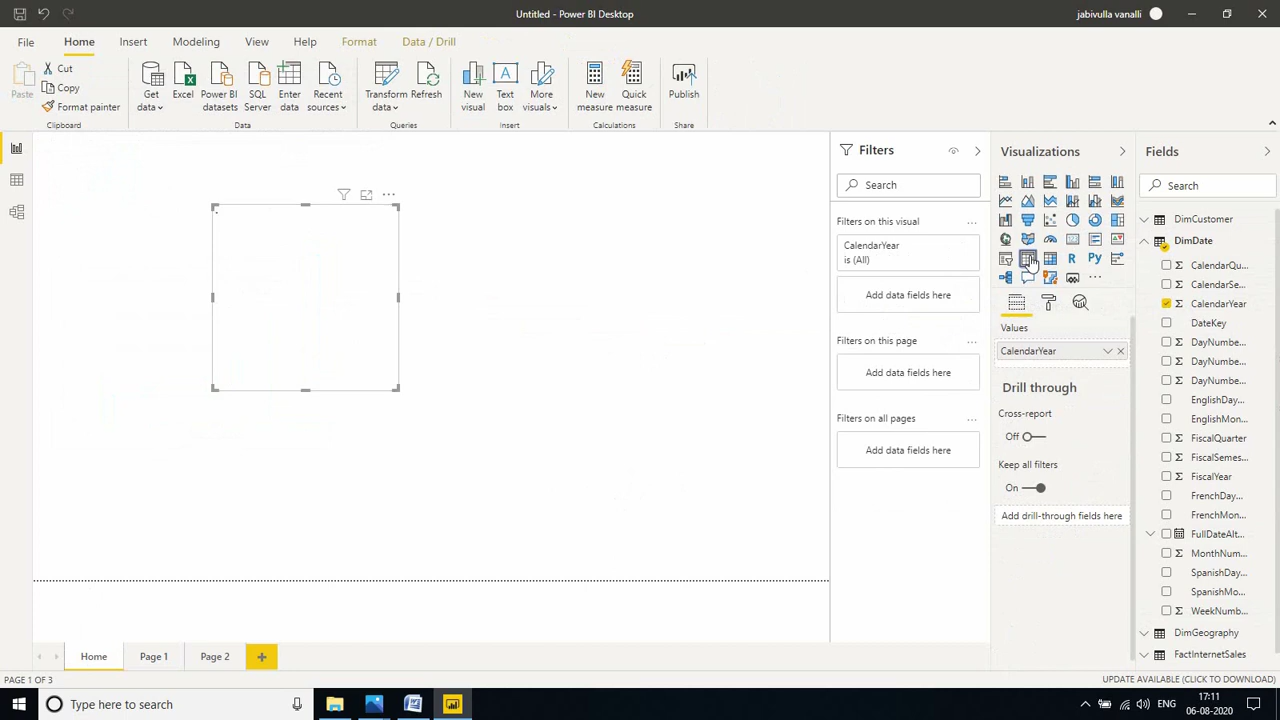 Untitled - Power BI Desktop
jabivulla vanalli
File
Home
Insert
Modeling
View
Help
Format
Data / Drill
Paste
Cut
Copy
Format painter
Clipboard
Get data
Excel
Power BI datasets
SQL Server
Enter data
Recent sources
Data
Transform data
Refresh
Queries
New visual
Text box
More visuals
Insert
New measure
Quick measure
Calculations
Publish
Share
Filters
Search
Filters on this visual
CalendarYear
is (All)
Add data fields here
Filters on this page
Add data fields here
Filters on all pages
Add data fields here
Visualizations
R
Py
Values
CalendarYear
Drill through
Cross-report
Off
Keep all filters
On
Add drill-through fields here
Fields
Search
DimCustomer
DimDate
CalendarQu...
CalendarSe...
CalendarYear
DateKey
DayNumbe...
DayNumbe...
DayNumbe...
EnglishDay...
EnglishMon...
FiscalQuarter
FiscalSemes...
FiscalYear
FrenchDay...
FrenchMon...
FullDateAlt...
MonthNum...
SpanishDay...
SpanishMo...
WeekNumb...
DimGeography
FactInternetSales
Home
Page 1
Page 2
PAGE 1 OF 3
UPDATE AVAILABLE (CLICK TO DOWNLOAD)
Type here to search
ENG
17:11
06-08-2020